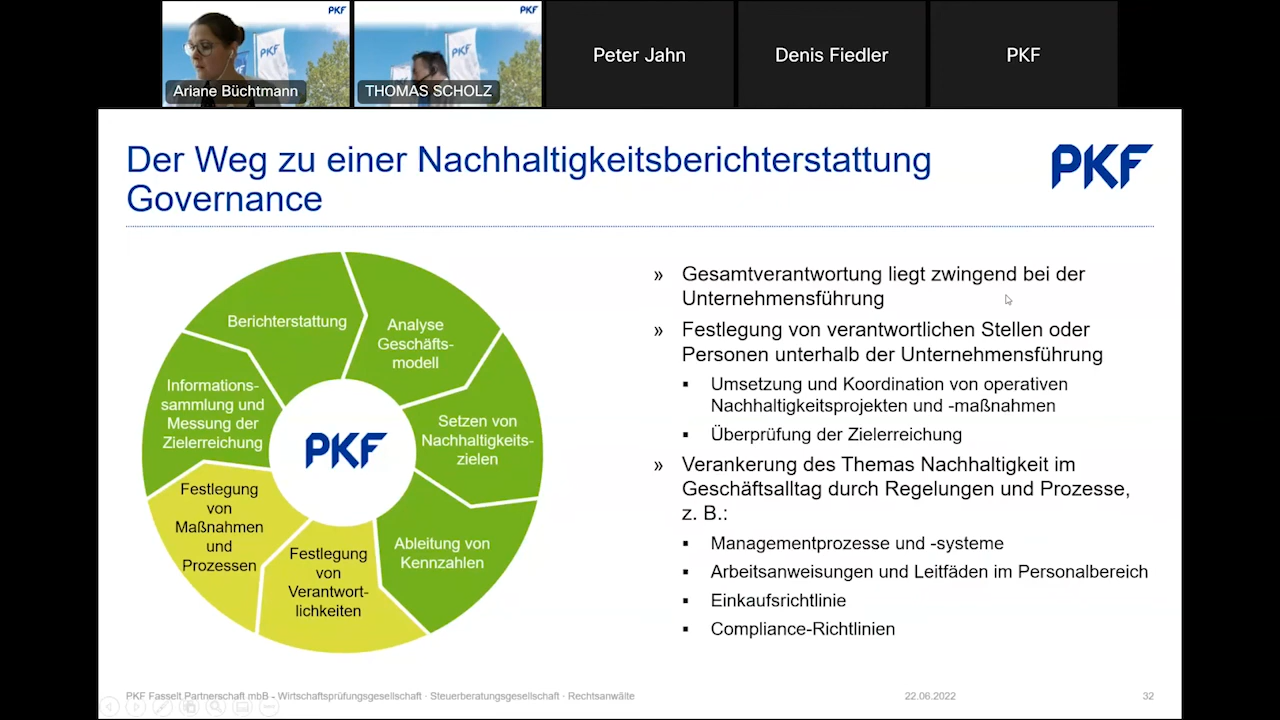 PKF
PKF
PKF
PKF
Ariane Büchtmann
THOMAS SCHOLZ
Peter Jahn
Denis Fiedler
PKF
Der Weg zu einer Nachhaltigkeitsberichterstattung
Governance
PKF
Berichterstattung
Analyse
Geschäfts-
modell
Setzen von
Nachhaltigkeits-
zielen
Ableitung von
Kennzahlen
Festlegung
von
Verantwort-
lichkeiten
Festlegung
von
Maßnahmen
und
Prozessen
Informations-
sammlung und
Messung der
Zielerreichung
PKF
» Gesamtverantwortung liegt zwingend bei der
Unternehmensführung
» Festlegung von verantwortlichen Stellen oder
Personen unterhalb der Unternehmensführung
▪ Umsetzung und Koordination von operativen
Nachhaltigkeitsprojekten und -maßnahmen
▪ Überprüfung der Zielerreichung
» Verankerung des Themas Nachhaltigkeit im
Geschäftsalltag durch Regelungen und Prozesse,
z. B.:
▪ Managementprozesse und -systeme
▪ Arbeitsanweisungen und Leitfäden im Personalbereich
▪ Einkaufsrichtlinie
▪ Compliance-Richtlinien
PKF Fasselt Partnerschaft mbB - Wirtschaftsprüfungsgesellschaft · Steuerberatungsgesellschaft · Rechtsanwälte
22.06.2022
32